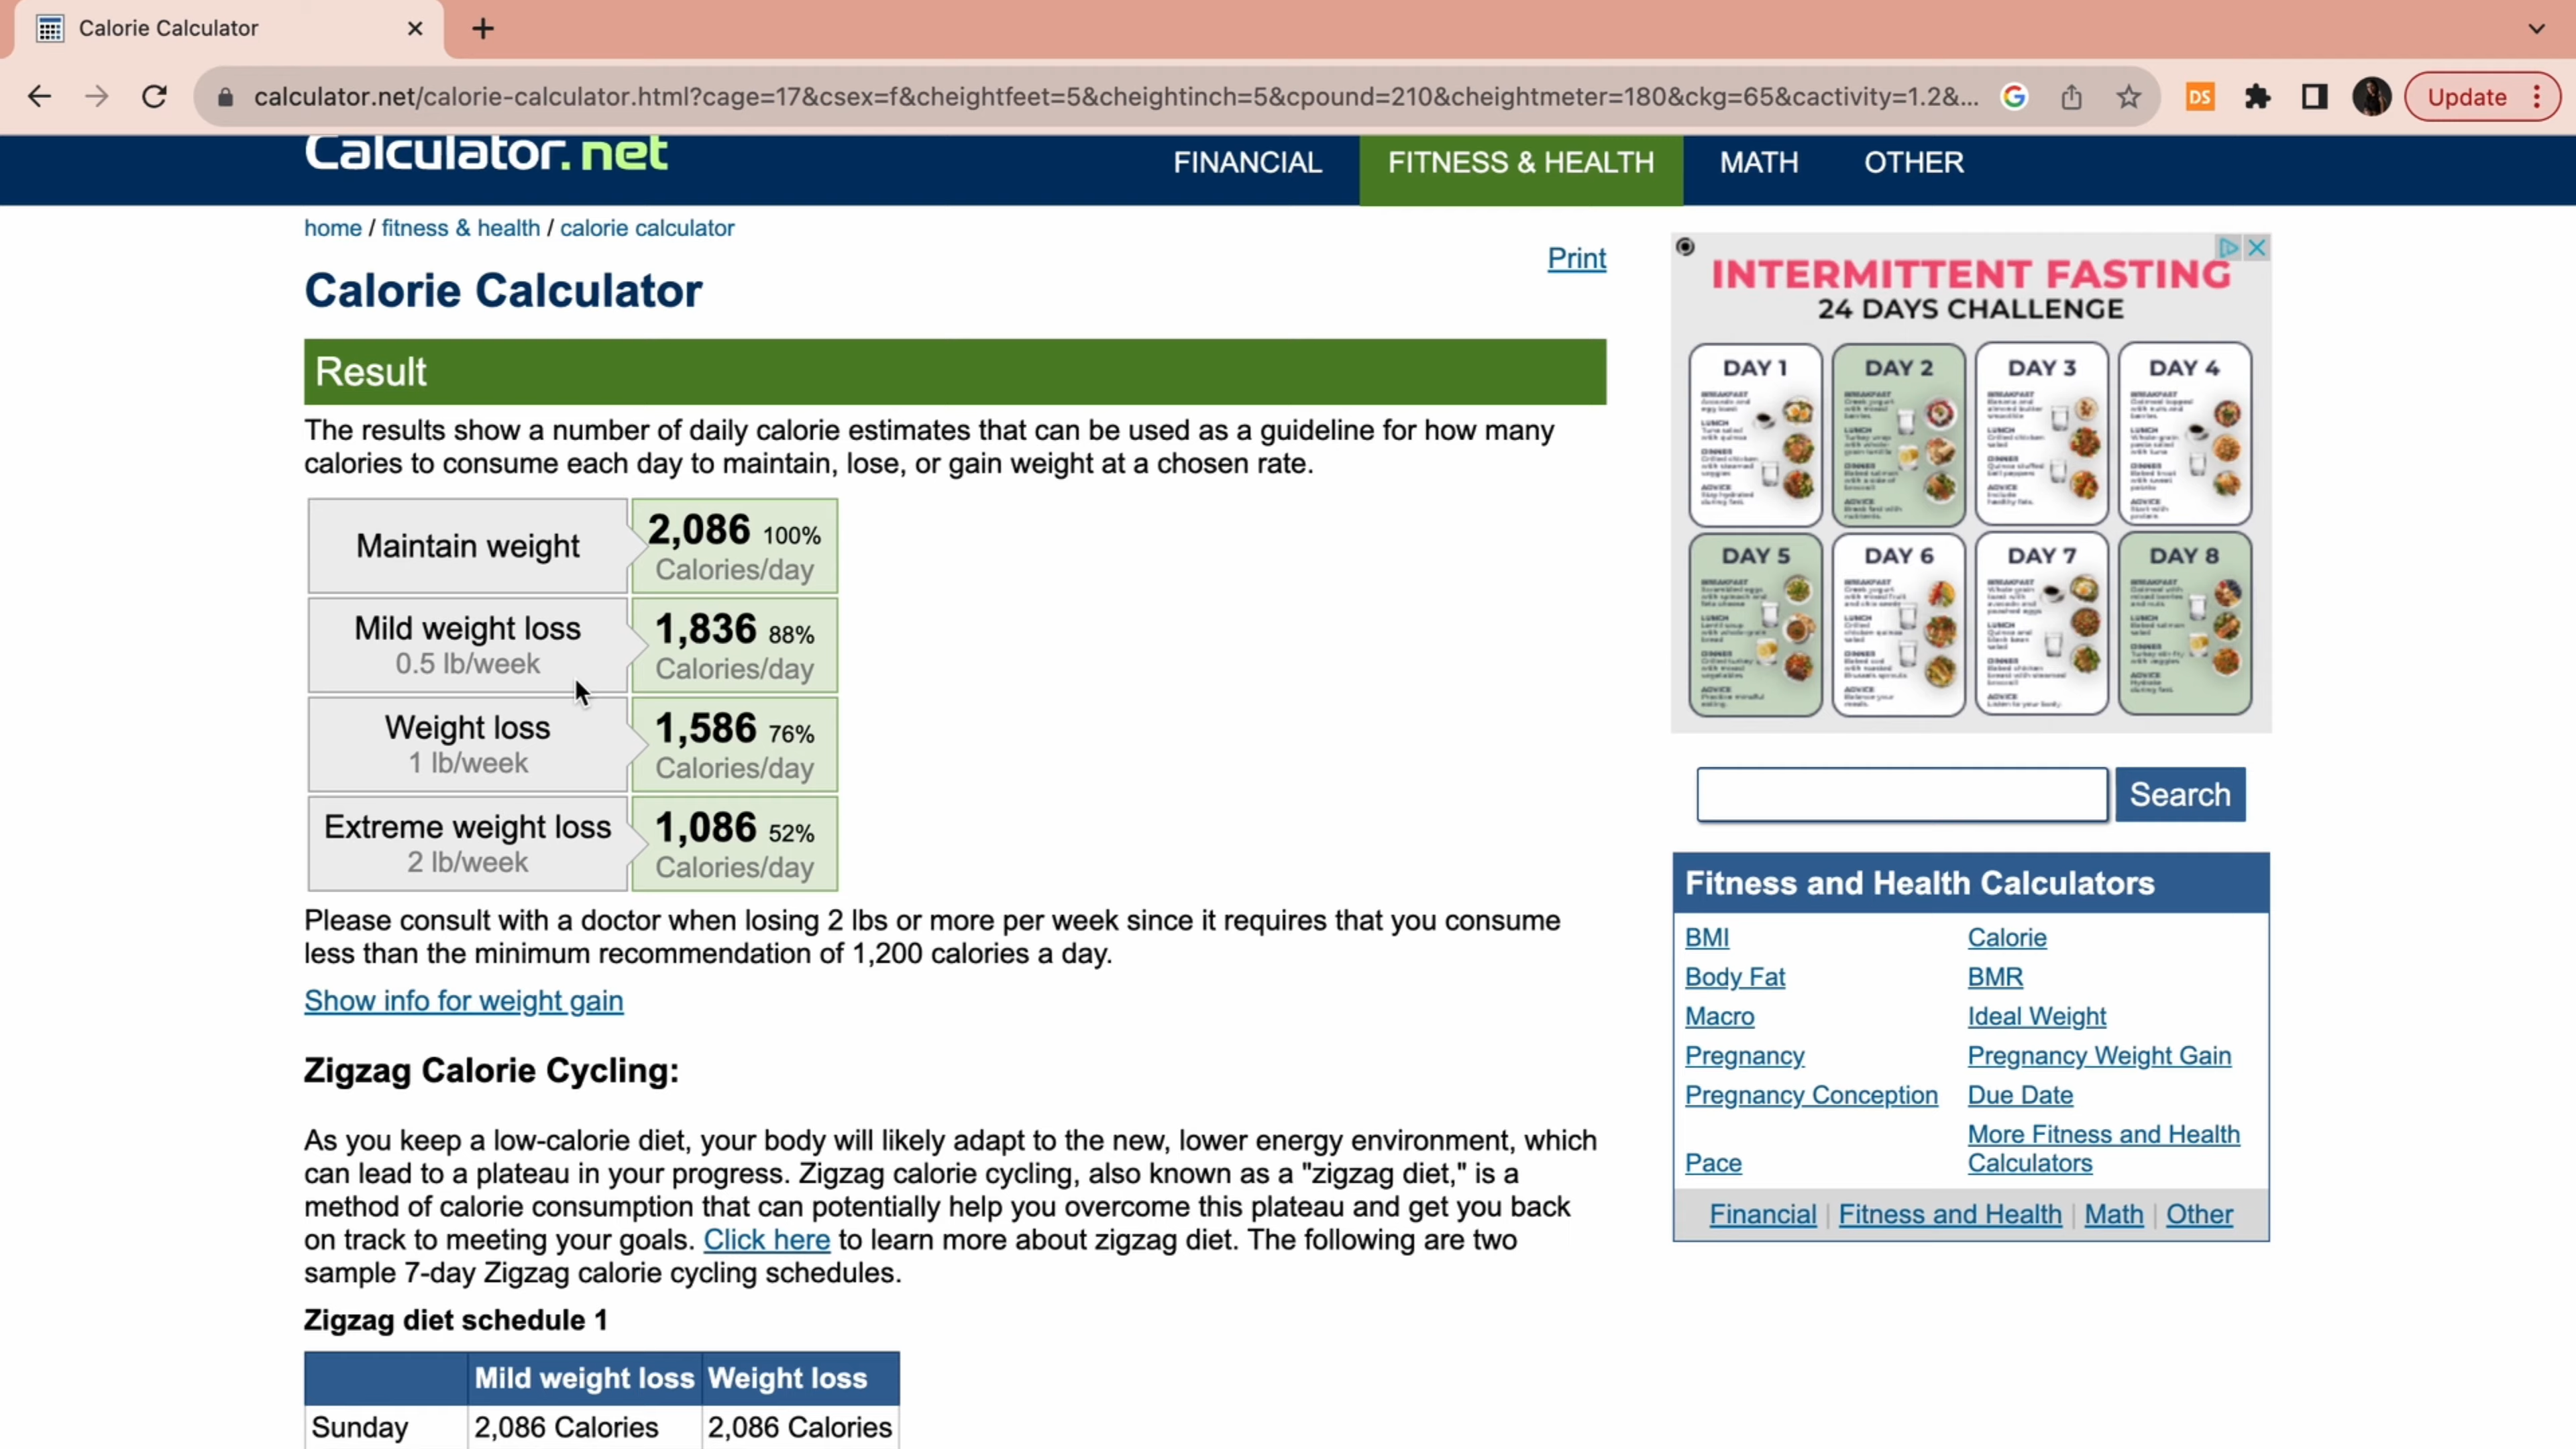 Calorie Calculator
calculator.net/calorie-calculator.html?cage=17&csex=f&cheightfeet=5&cheightinch=5&cpound=210&cheightmeter=180&ckg=65&cactivity=1.2&...
DS
Update
Calculator.net
FINANCIAL
FITNESS & HEALTH
MATH
OTHER
home / fitness & health / calorie calculator
Print
Calorie Calculator
Result
The results show a number of daily calorie estimates that can be used as a guideline for how many
calories to consume each day to maintain, lose, or gain weight at a chosen rate.
Maintain weight
2,086 100%
Calories/day
Mild weight loss
0.5 lb/week
1,836 88%
Calories/day
Weight loss
1 lb/week
1,586 76%
Calories/day
Extreme weight loss
2 lb/week
1,086 52%
Calories/day
Please consult with a doctor when losing 2 lbs or more per week since it requires that you consume
less than the minimum recommendation of 1,200 calories a day.
Show info for weight gain
Zigzag Calorie Cycling:
As you keep a low-calorie diet, your body will likely adapt to the new, lower energy environment, which
can lead to a plateau in your progress. Zigzag calorie cycling, also known as a "zigzag diet," is a
method of calorie consumption that can potentially help you overcome this plateau and get you back
on track to meeting your goals. Click here to learn more about zigzag diet. The following are two
sample 7-day Zigzag calorie cycling schedules.
Zigzag diet schedule 1
Mild weight loss Weight loss
Sunday 2,086 Calories 2,086 Calories
INTERMITTENT FASTING
24 DAYS CHALLENGE
DAY 1
DAY 2
DAY 3
DAY 4
BREAKFAST
LUNCH
DINNER
ADVICE
DAY 5
DAY 6
DAY 7
DAY 8
BREAKFAST
LUNCH
DINNER
ADVICE
Search
Fitness and Health Calculators
BMI Calorie
Body Fat BMR
Macro Ideal Weight
Pregnancy Pregnancy Weight Gain
Pregnancy Conception Due Date
Pace More Fitness and Health
Calculators
Financial | Fitness and Health | Math | Other